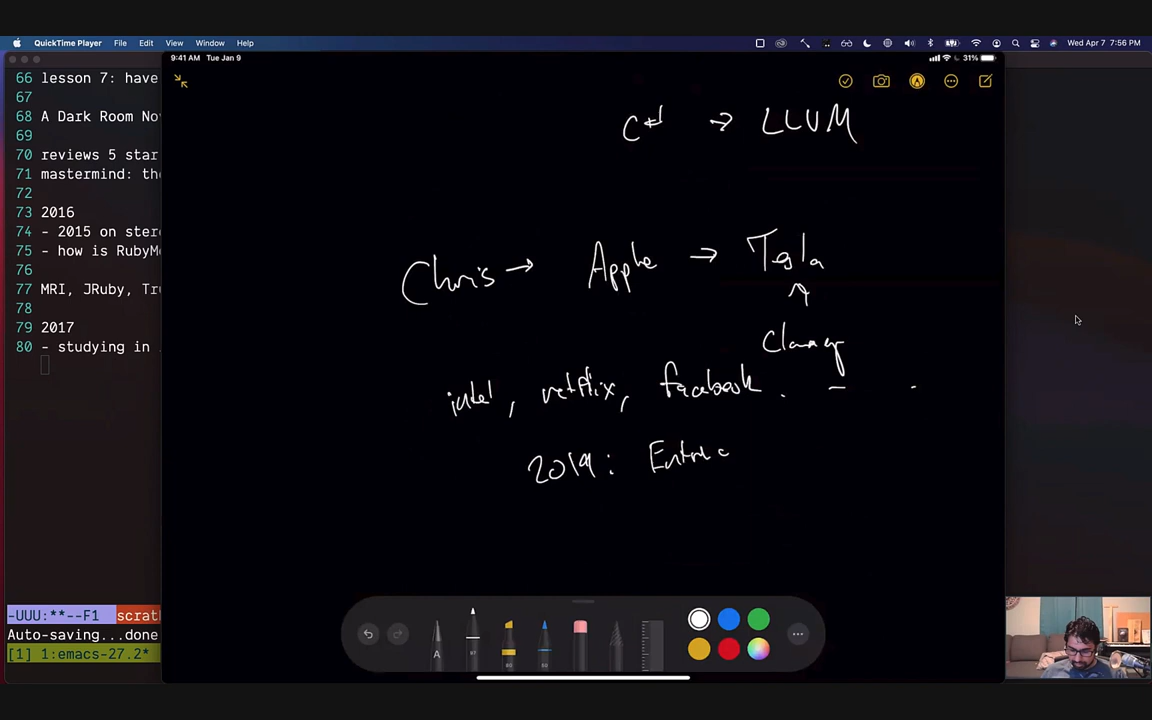 QuickTime Player File Edit View Window Help Wed Apr 7 7:56 PM
9:41 AM Tue Jan 9 31%
66 lesson 7: have
67
68 A Dark Room No
69
70 reviews 5 star
71 mastermind: the
72
73 2016
74 - 2015 on ster
75 - how is RubyM
76
77 MRI, JRuby, Tr
78
79 2017
80 - studying in
C# → LLVM
Chris → Apple → Tesla
intel, netflix, facebook.
2019:
-UUU:**--F1 scrat
Auto-saving...done
[1] 1:emacs-27.2*
A
80
50